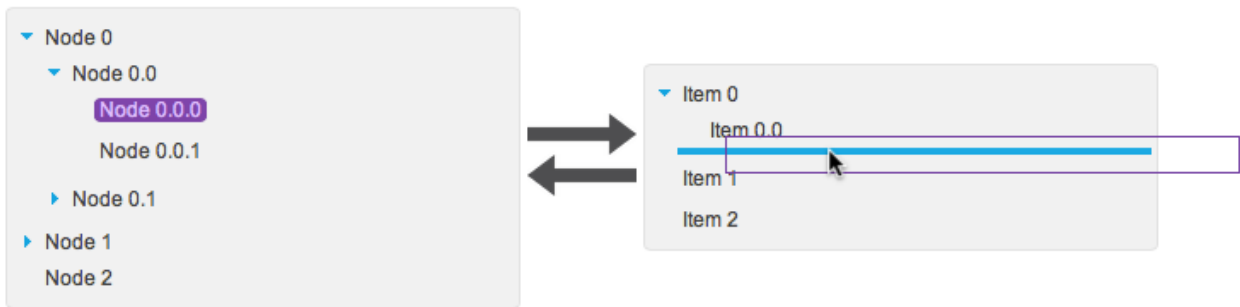 Node 0
Node 0.0
Node 0.0.0
Node 0.0.1
Node 0.1
Node 1
Node 2
Item 0
Item 0.0
Item 1
Item 2